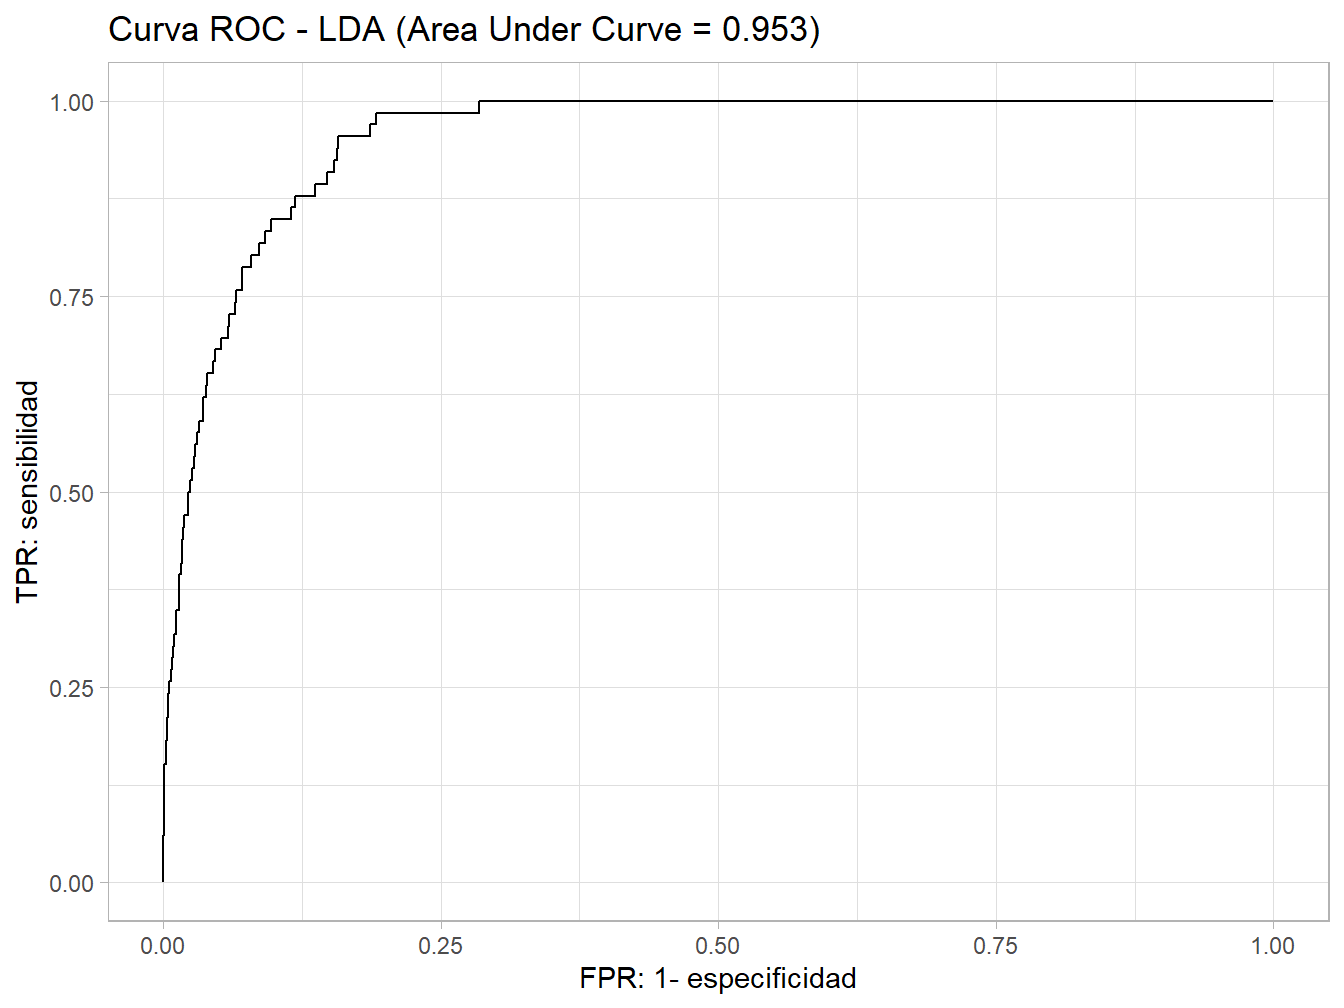 Curva ROC - LDA (Area Under Curve = 0.953)
1.00
0.75
0.50
0.25
0.00
TPR: sensibilidad
0.00 0.25 0.50 0.75 1.00
FPR: 1- especificidad